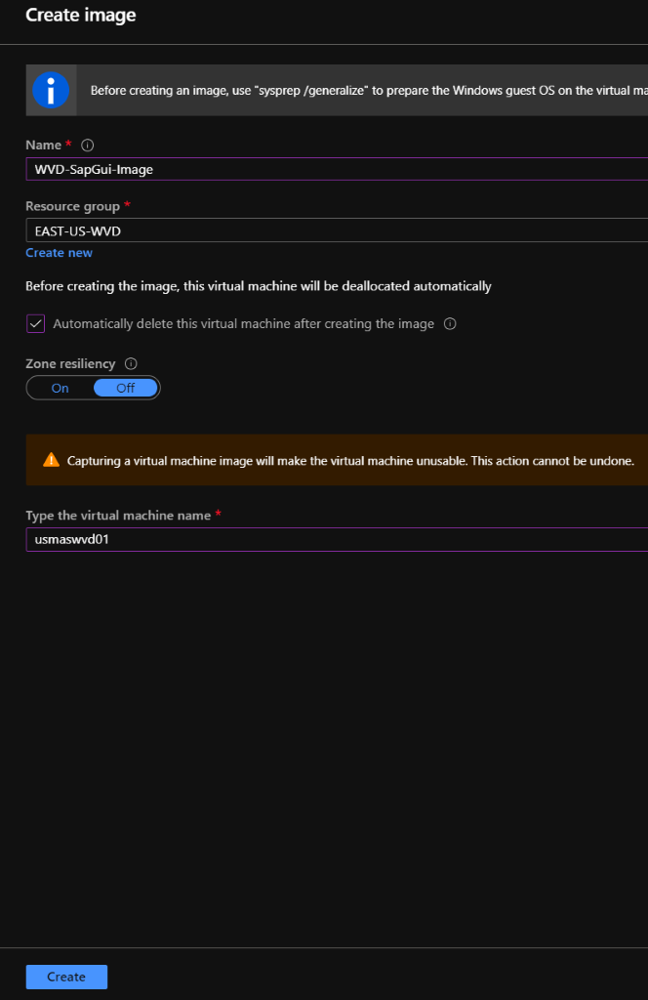 Create image
Before creating an image, use "sysprep /generalize" to prepare the Windows guest OS on the virtual
Name *
WVD-SapGui-Image
Resource group *
EAST-US-WVD
Create new
Before creating the image, this virtual machine will be deallocated automatically
Automatically delete this virtual machine after creating the image
Zone resiliency
On Off
Capturing a virtual machine image will make the virtual machine unusable. This action cannot be undone.
Type the virtual machine name *
usmaswvd01
Create